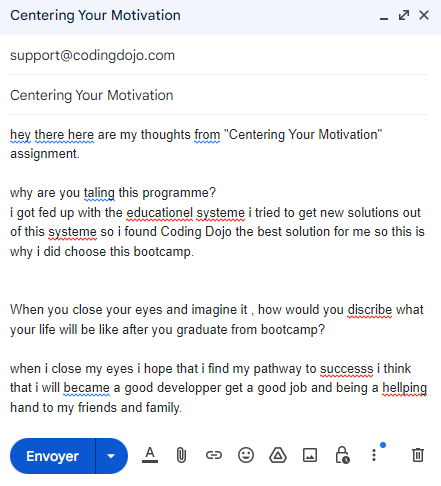 Centering Your Motivation
support@codingdojo.com
Centering Your Motivation
hey there here are my thoughts from "Centering Your Motivation"
assignment.
why are you taling this programme?
i got fed up with the educationel systeme i tried to get new solutions out
of this systeme so i found Coding Dojo the best solution for me so this is
why i did choose this bootcamp.
When you close your eyes and imagine it , how would you discribe what
your life will be like after you graduate from bootcamp?
when i close my eyes i hope that i find my pathway to successs i think
that i will became a good developper get a good job and being a hellping
hand to my friends and family.
Envoyer